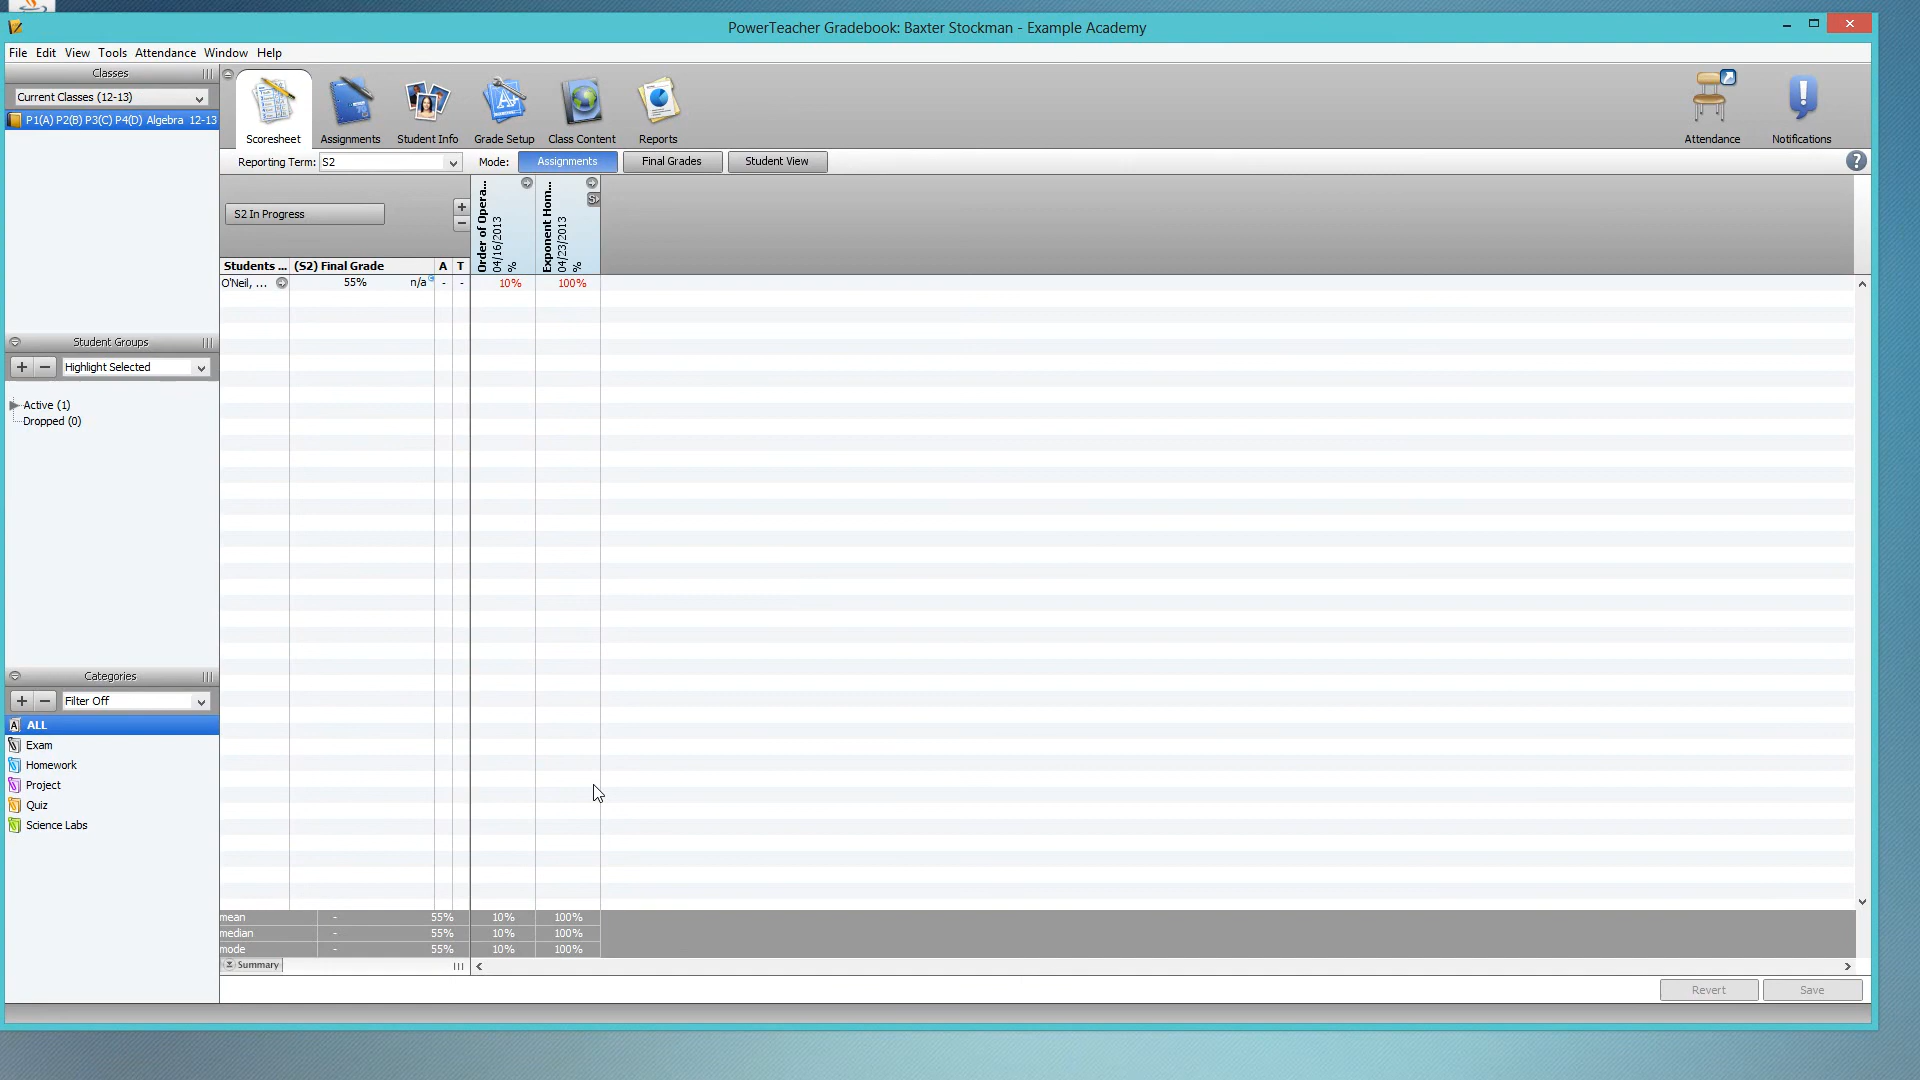 PowerTeacher Gradebook: Baxter Stockman - Example Academy
File Edit View Tools Attendance Window Help
Classes
Current Classes (12-13)
P1(A) P2(B) P3(C) P4(D) Algebra 12-13
Scoresheet Assignments Student Info Grade Setup Class Content Reports Attendance Notifications
Reporting Term: S2 Mode: Assignments Final Grades Student View ?
S2 In Progress
+
-
Order of Opera...
04/16/2013
%
Exponent Hom...
04/23/2013
%
S
Students ... (S2) Final Grade A T
O'Neil, ... 55% n/a - - 10% 100%
Student Groups
+ - Highlight Selected
Active (1)
Dropped (0)
Categories
+ - Filter Off
ALL
Exam
Homework
Project
Quiz
Science Labs
mean - 55% 10% 100%
median - 55% 10% 100%
mode - 55% 10% 100%
Summary
Revert Save